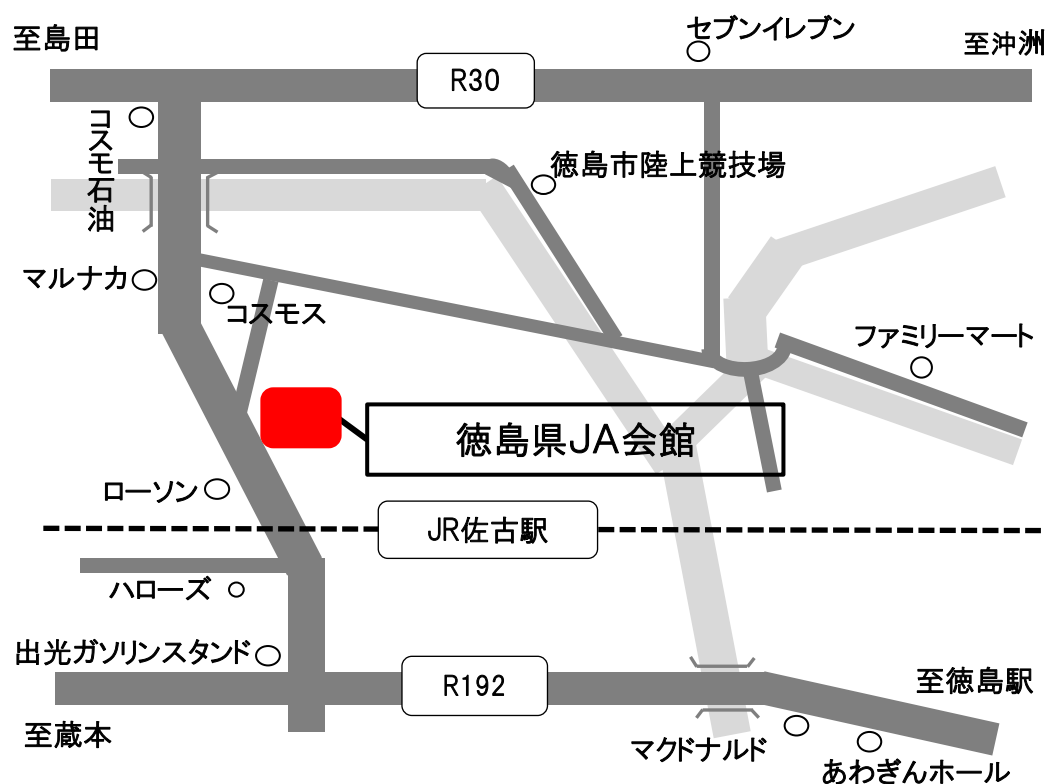 セブンイレブン
至島田
至沖洲
R30
コスモ石油
徳島市陸上競技場
マルナカ
コスモス
ファミリーマート
徳島県JA会館
ローソン
JR佐古駅
ハローズ
出光ガソリンスタンド
R192
至徳島駅
至蔵本
マクドナルド
あわぎんホール